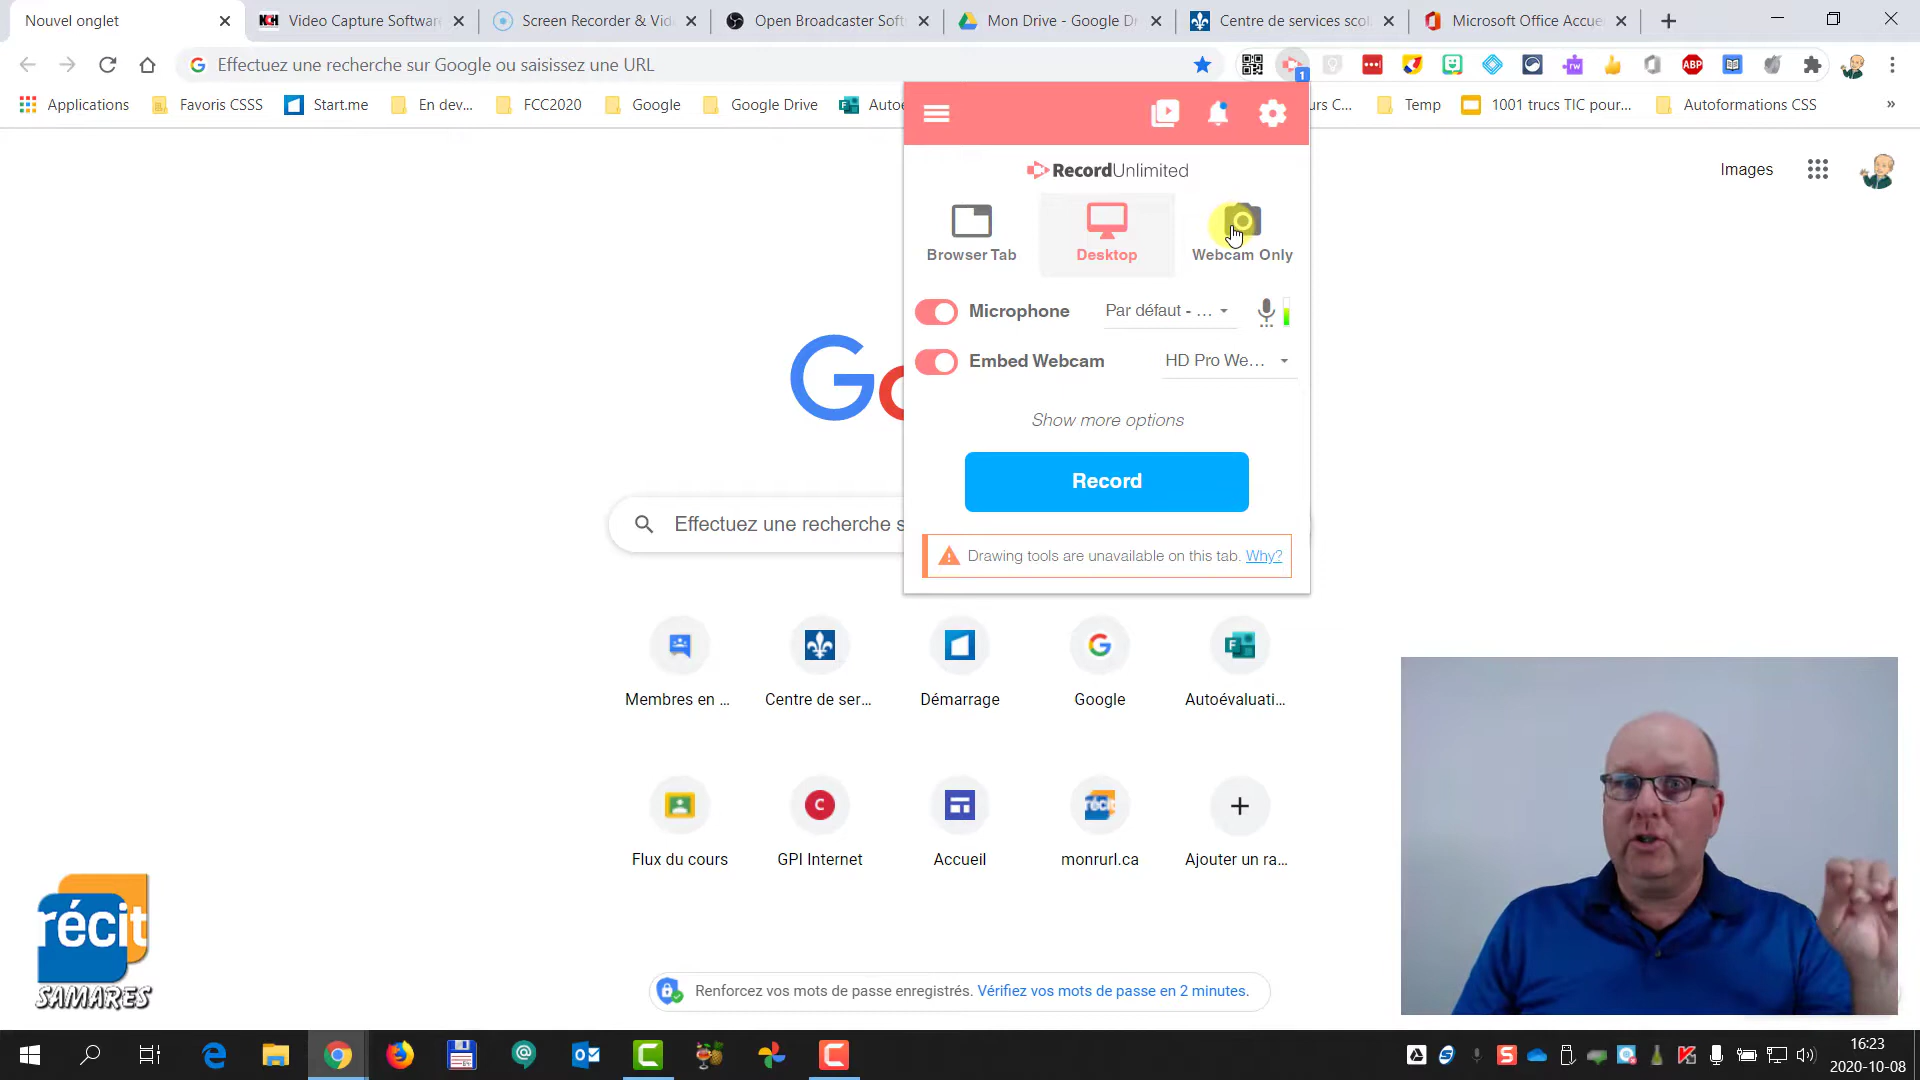 Nouvel onglet
Video Capture Software
Screen Recorder & Vid
Open Broadcaster Soft
Mon Drive - Google Dr
Centre de services scol
Microsoft Office Accue
Effectuez une recherche sur Google ou saisissez une URL
ABP
Applications
Favoris CSSS
Start.me
En dev...
FCC2020
Google
Google Drive
Autoé
urs C...
Temp
1001 trucs TIC pour...
Autoformations CSS
»
Images
RecordUnlimited
Browser Tab
Desktop
Webcam Only
Microphone
Par défaut - ...
Embed Webcam
HD Pro We...
Show more options
Record
Drawing tools are unavailable on this tab. Why?
Go
Effectuez une recherche s
Membres en ...
Centre de ser...
Démarrage
Google
Autoévaluati...
Flux du cours
GPI Internet
Accueil
monrurl.ca
Ajouter un ra...
récit
SAMARES
Renforcez vos mots de passe enregistrés. Vérifiez vos mots de passe en 2 minutes.
16:23
2020-10-08